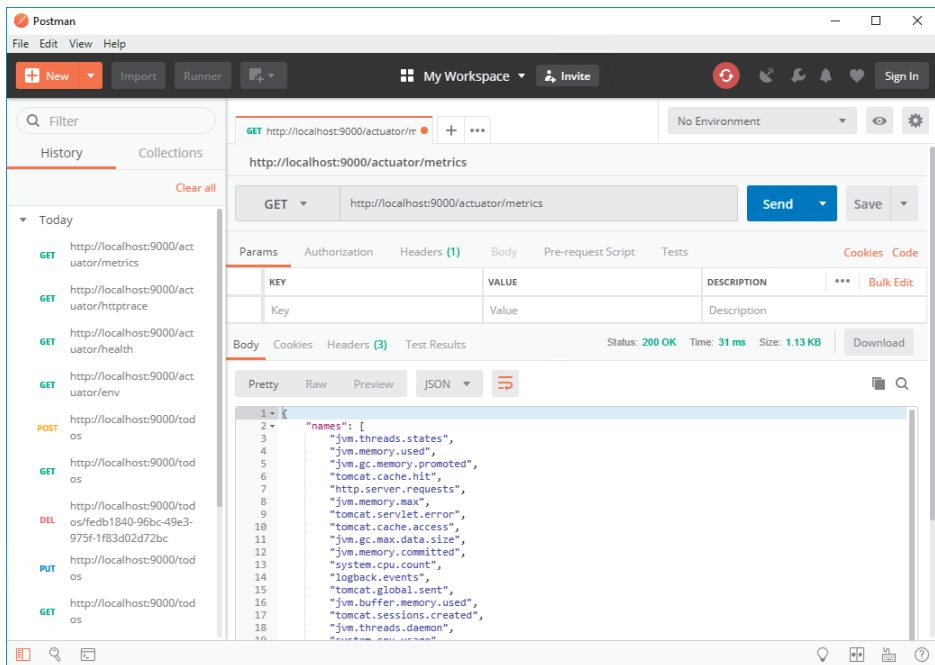 Postman
File Edit View Help
New Import Runner My Workspace Invite Sign In
Filter
History Collections
Clear all
Today
GET http://localhost:9000/act
uator/metrics
GET http://localhost:9000/act
uator/httptrace
GET http://localhost:9000/act
uator/health
GET http://localhost:9000/act
uator/env
POST http://localhost:9000/tod
os
GET http://localhost:9000/tod
os
DEL http://localhost:9000/tod
os/fedb1840-96bc-49e3-
975f-1f83d02d72bc
PUT http://localhost:9000/tod
os
GET http://localhost:9000/tod
os
GET http://localhost:9000/actuator/m
No Environment
http://localhost:9000/actuator/metrics
GET http://localhost:9000/actuator/metrics Send Save
Params Authorization Headers (1) Body Pre-request Script Tests Cookies Code
KEY VALUE DESCRIPTION ••• Bulk Edit
Key Value Description
Body Cookies Headers (3) Test Results Status: 200 OK Time: 31 ms Size: 1.13 KB Download
Pretty Raw Preview JSON
1 {
2 "names": [
3 "jvm.threads.states",
4 "jvm.memory.used",
5 "jvm.gc.memory.promoted",
6 "tomcat.cache.hit",
7 "http.server.requests",
8 "jvm.memory.max",
9 "tomcat.servlet.error",
10 "tomcat.cache.access",
11 "jvm.gc.max.data.size",
12 "jvm.memory.committed",
13 "system.cpu.count",
14 "logback.events",
15 "tomcat.global.sent",
16 "jvm.buffer.memory.used",
17 "tomcat.sessions.created",
18 "jvm.threads.daemon",
19 "system.cpu.usage"